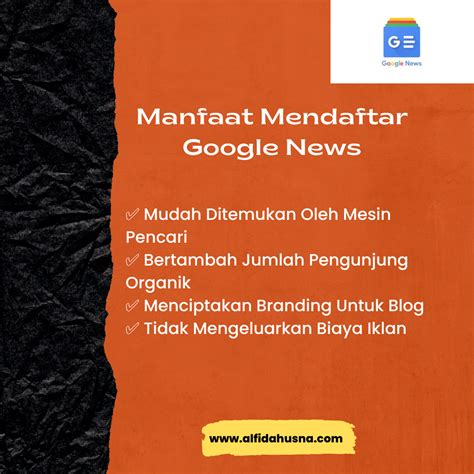 G
Google News
Manfaat Mendaftar
Google News
✅ Mudah Ditemukan Oleh Mesin
Pencari
✅ Bertambah Jumlah Pengunjung
Organik
✅ Menciptakan Branding Untuk Blog
✅ Tidak Mengeluarkan Biaya Iklan
www.alfidahusna.com